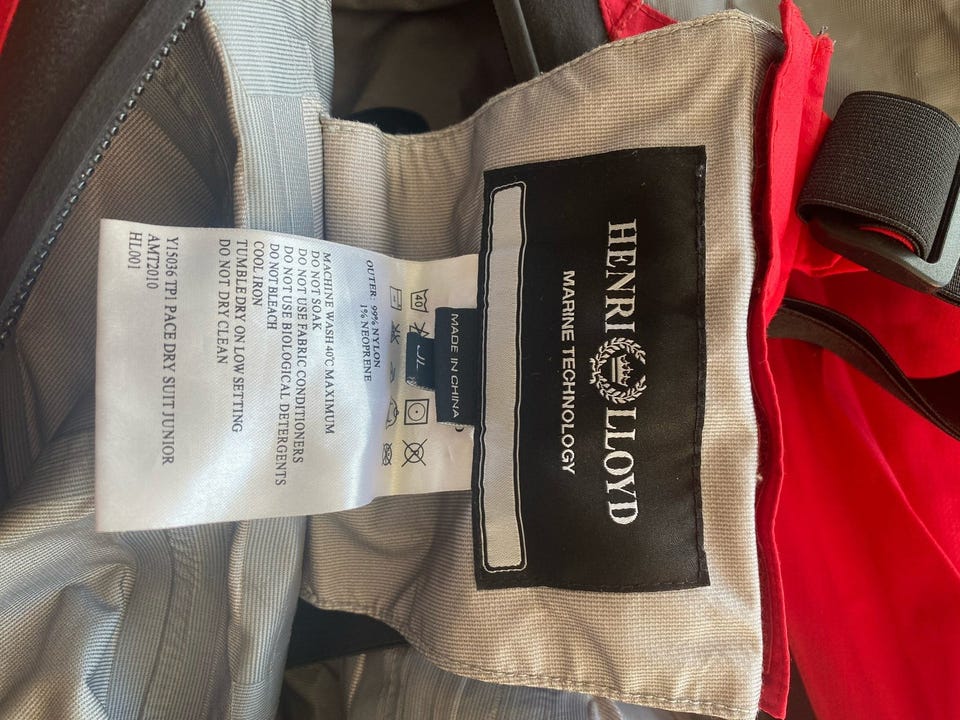 HENRI LLOYD
MARINE TECHNOLOGY
MADE IN CHINA
JL
40
OUTER: 99% NYLON
1% NEOPRENE
MACHINE WASH 40°C MAXIMUM
DO NOT SOAK
DO NOT USE FABRIC CONDITIONERS
DO NOT USE BIOLOGICAL DETERGENTS
DO NOT BLEACH
COOL IRON
TUMBLE DRY ON LOW SETTING
DO NOT DRY CLEAN
Y15036 TP1 PACE DRY SUIT JUNIOR
AMT2010
HL001